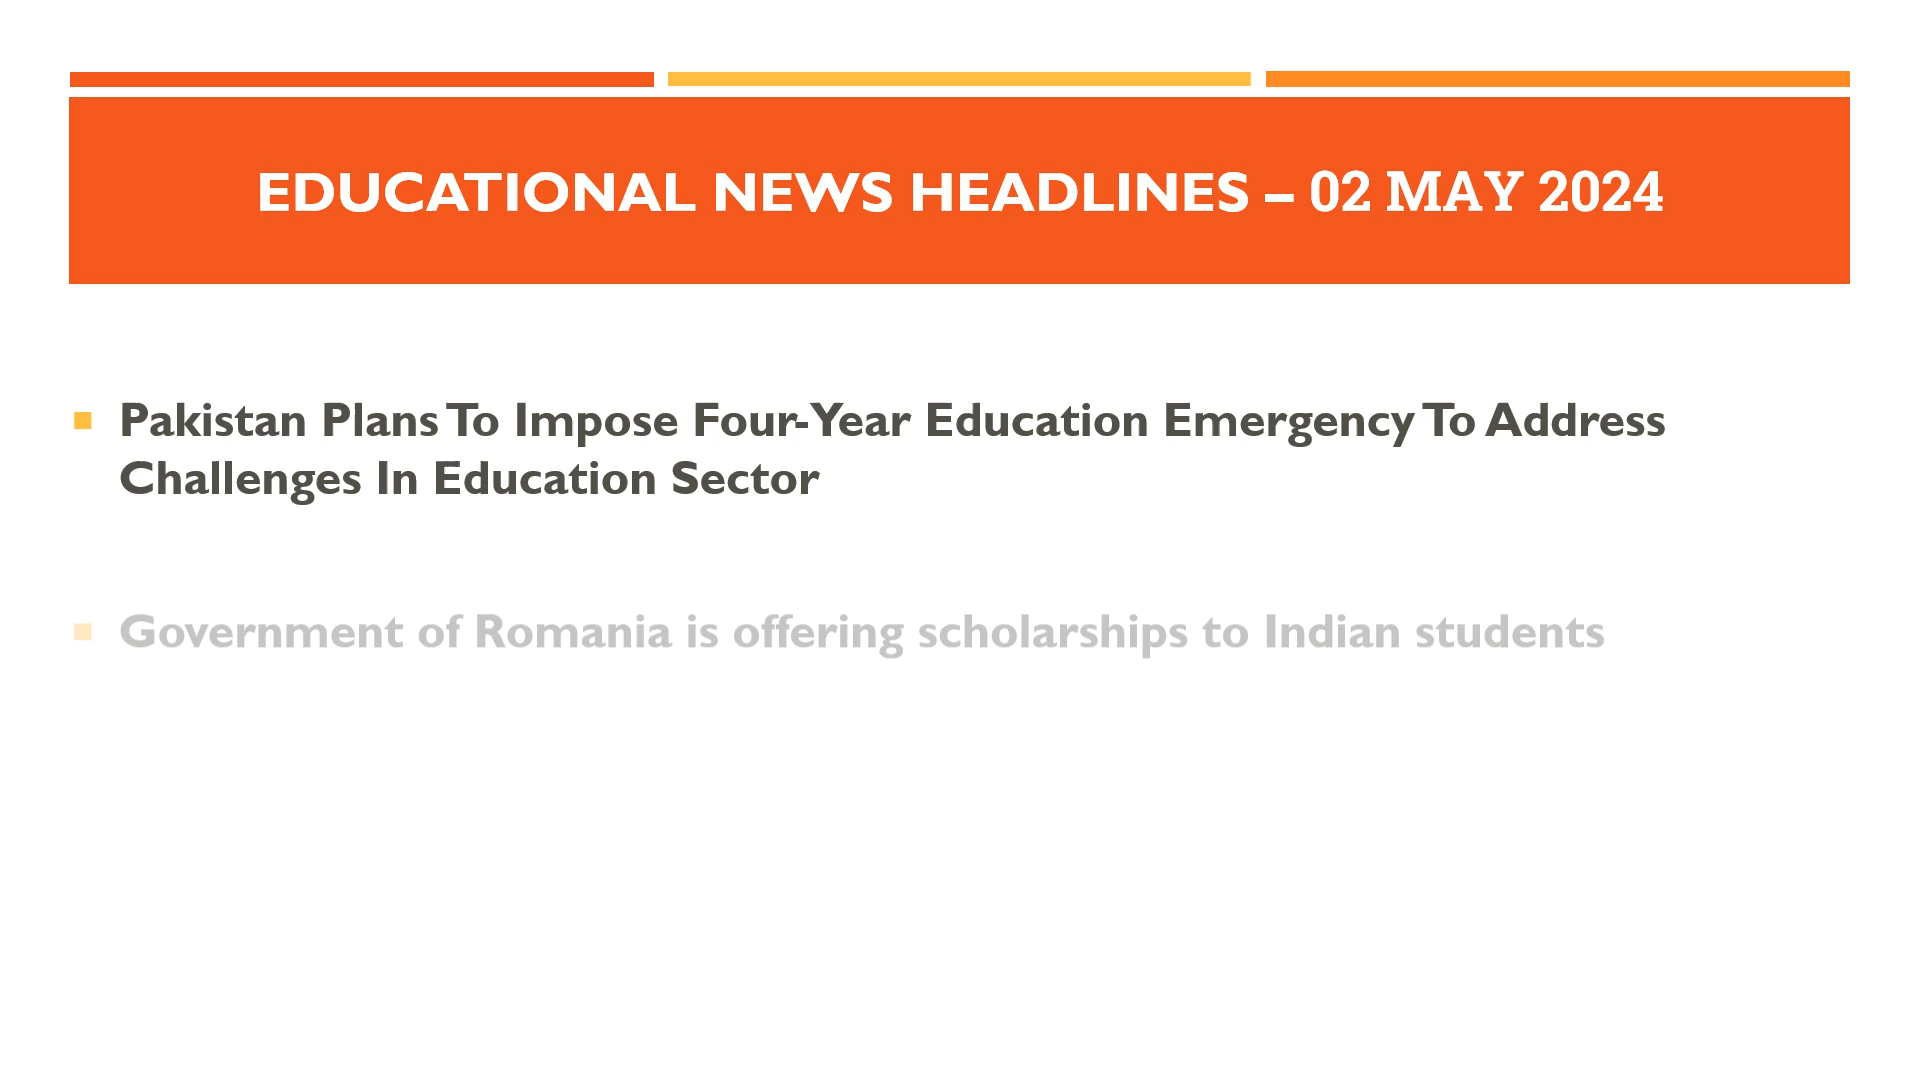 EDUCATIONAL NEWS HEADLINES – 02 MAY 2024
Pakistan Plans To Impose Four-Year Education Emergency To Address
Challenges In Education Sector
Government of Romania is offering scholarships to Indian students